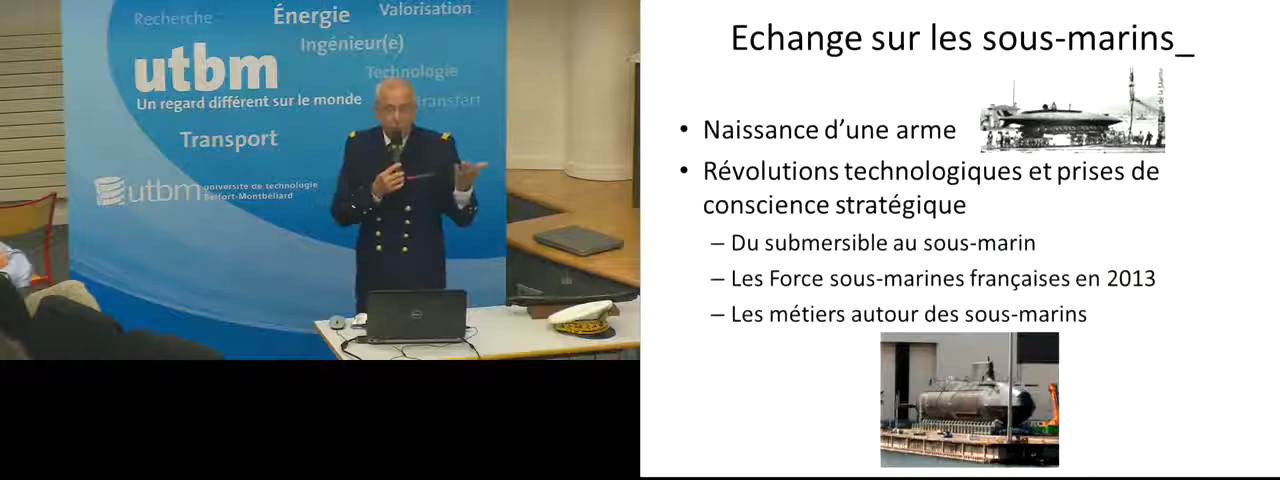 Recherche
Énergie
Valorisation
Ingénieur(e)
utbm
Technologie
Un regard différent sur le monde
Transfert
Transport
utbm
université de technologie
Belfort-Montbéliard
DELL
Echange sur les sous-marins_
• Naissance d'une arme
• Révolutions technologiques et prises de
conscience stratégique
– Du submersible au sous-marin
– Les Force sous-marines françaises en 2013
– Les métiers autour des sous-marins